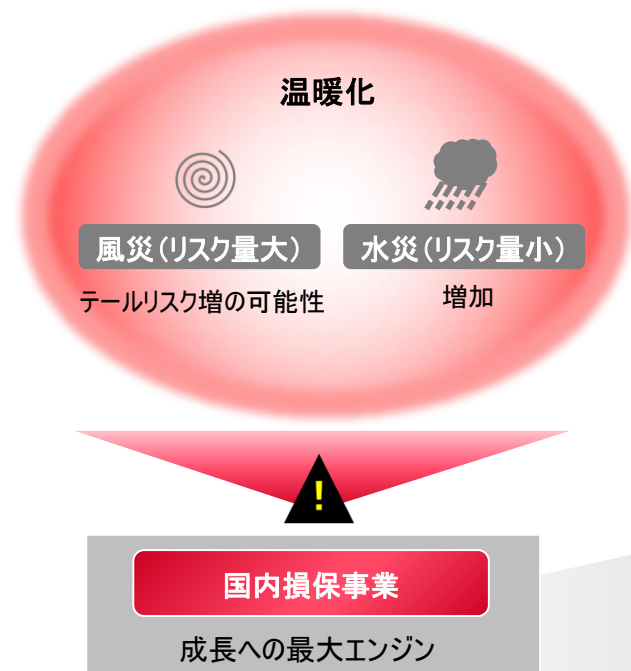 温暖化
風災（リスク量大）
水災（リスク量小）
テールリスク増の可能性
増加
!
国内損保事業
成長への最大エンジン